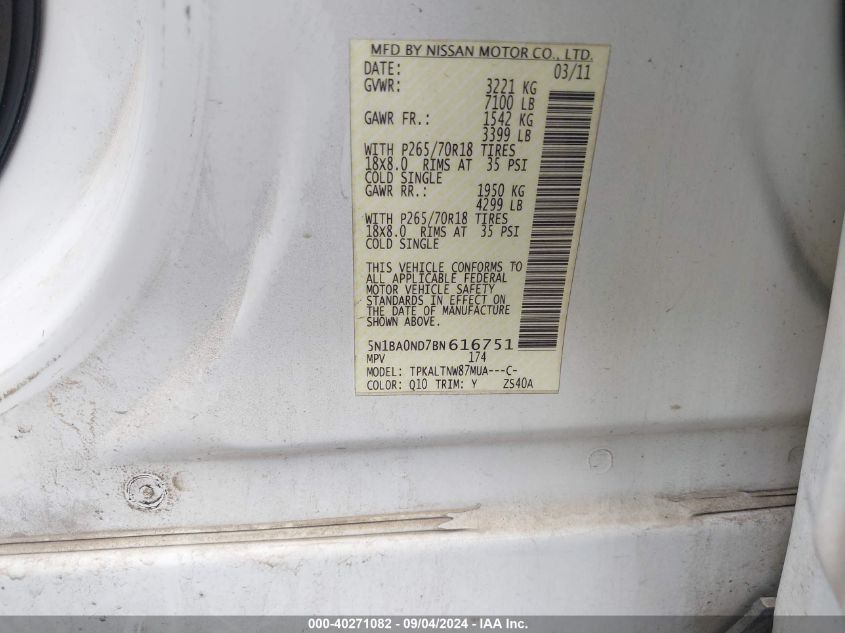 MFD BY NISSAN MOTOR CO., LTD.
DATE: 03/11
GVWR: 3221 KG
7100 LB
GAWR FR.: 1542 KG
3399 LB
WITH P265/70R18 TIRES
18X8.0 RIMS AT 35 PSI
COLD SINGLE
GAWR RR.: 1950 KG
4299 LB
WITH P265/70R18 TIRES
18X8.0 RIMS AT 35 PSI
COLD SINGLE
THIS VEHICLE CONFORMS TO
ALL APPLICABLE FEDERAL
MOTOR VEHICLE SAFETY
STANDARDS IN EFFECT ON
THE DATE OF MANUFACTURE
SHOWN ABOVE.
5N1BA0ND7BN616751
MPV 174
MODEL: TPKALTNW87MUA---C-
COLOR: Q10 TRIM: Y ZS40A
000-40271082 - 09/04/2024 - IAA Inc.